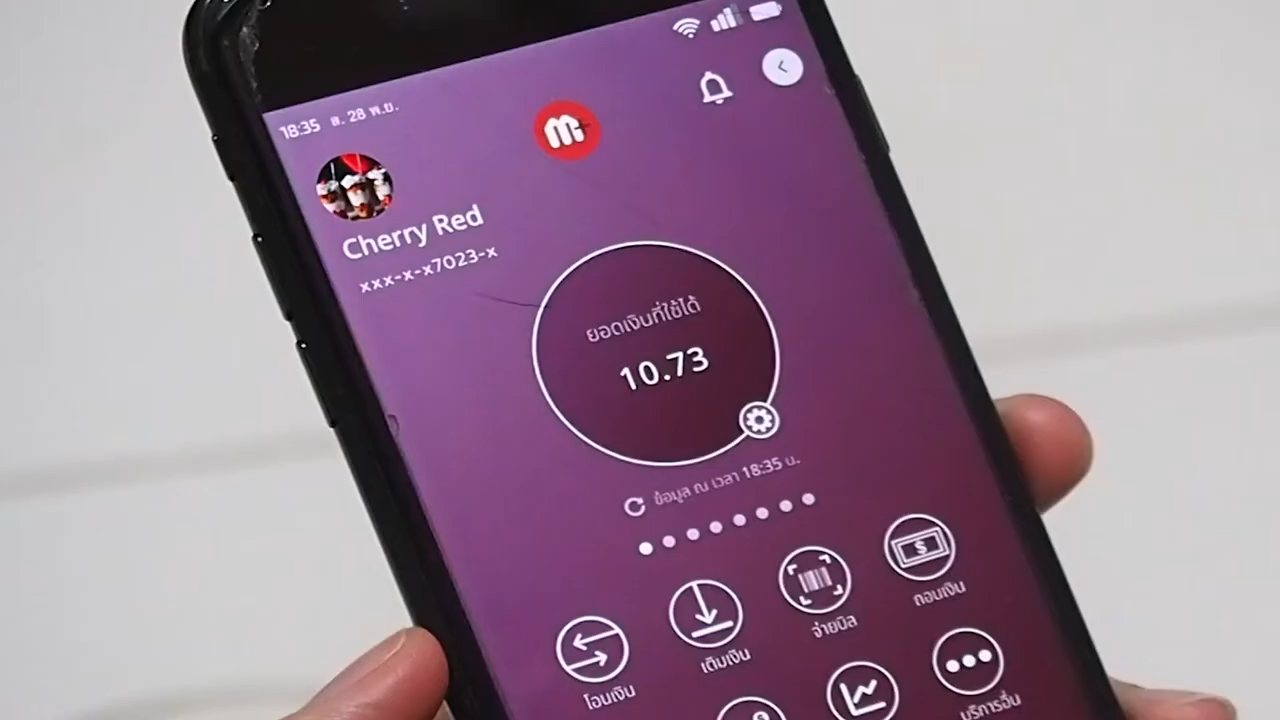 18:35 ส. 28 พ.ย.
m+
Cherry Red
xxx-x-x7023-x
ยอดเงินที่ใช้ได้
10.73
ข้อมูล ณ เวลา 18:35 น.
โอนเงิน
เติมเงิน
จ่ายบิล
ถอนเงิน
บริการอื่น